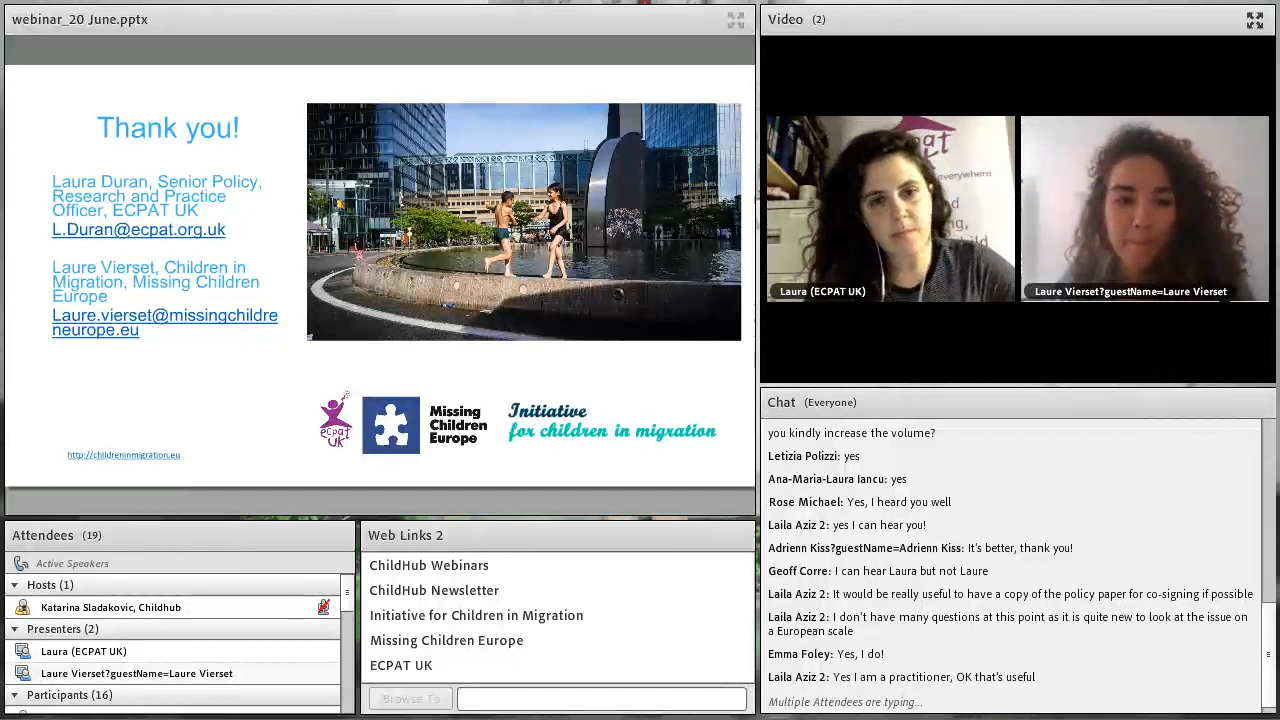 webinar_20 June.pptx
Thank you!
Laura Duran, Senior Policy,
Research and Practice
Officer, ECPAT UK
L.Duran@ecpat.org.uk
Laure Vierset, Children in
Migration, Missing Children
Europe
Laure.vierset@missingchildre
neurope.eu
ecpat
UK
Missing
Children
Europe
Initiative
for children in migration
http://childreninmigration.eu
Video (2)
pat
everywhere
Laura (ECPAT UK)
Laure Vierset?guestName=Laure Vierset
Attendees (19)
Active Speakers
Hosts (1)
Katarina Sladakovic, Childhub
Presenters (2)
Laura (ECPAT UK)
Laure Vierset?guestName=Laure Vierset
Participants (16)
Web Links 2
ChildHub Webinars
ChildHub Newsletter
Initiative for Children in Migration
Missing Children Europe
ECPAT UK
Browse To
Chat (Everyone)
you kindly increase the volume?
Letizia Polizzi: yes
Ana-Maria-Laura Iancu: yes
Rose Michael: Yes, I heard you well
Laila Aziz 2: yes I can hear you!
Adrienn Kiss?guestName=Adrienn Kiss: It's better, thank you!
Geoff Corre: I can hear Laura but not Laure
Laila Aziz 2: It would be really useful to have a copy of the policy paper for co-signing if possible
Laila Aziz 2: I don't have many questions at this point as it is quite new to look at the issue on
a European scale
Emma Foley: Yes, I do!
Laila Aziz 2: Yes I am a practitioner, OK that's useful
Multiple Attendees are typing...